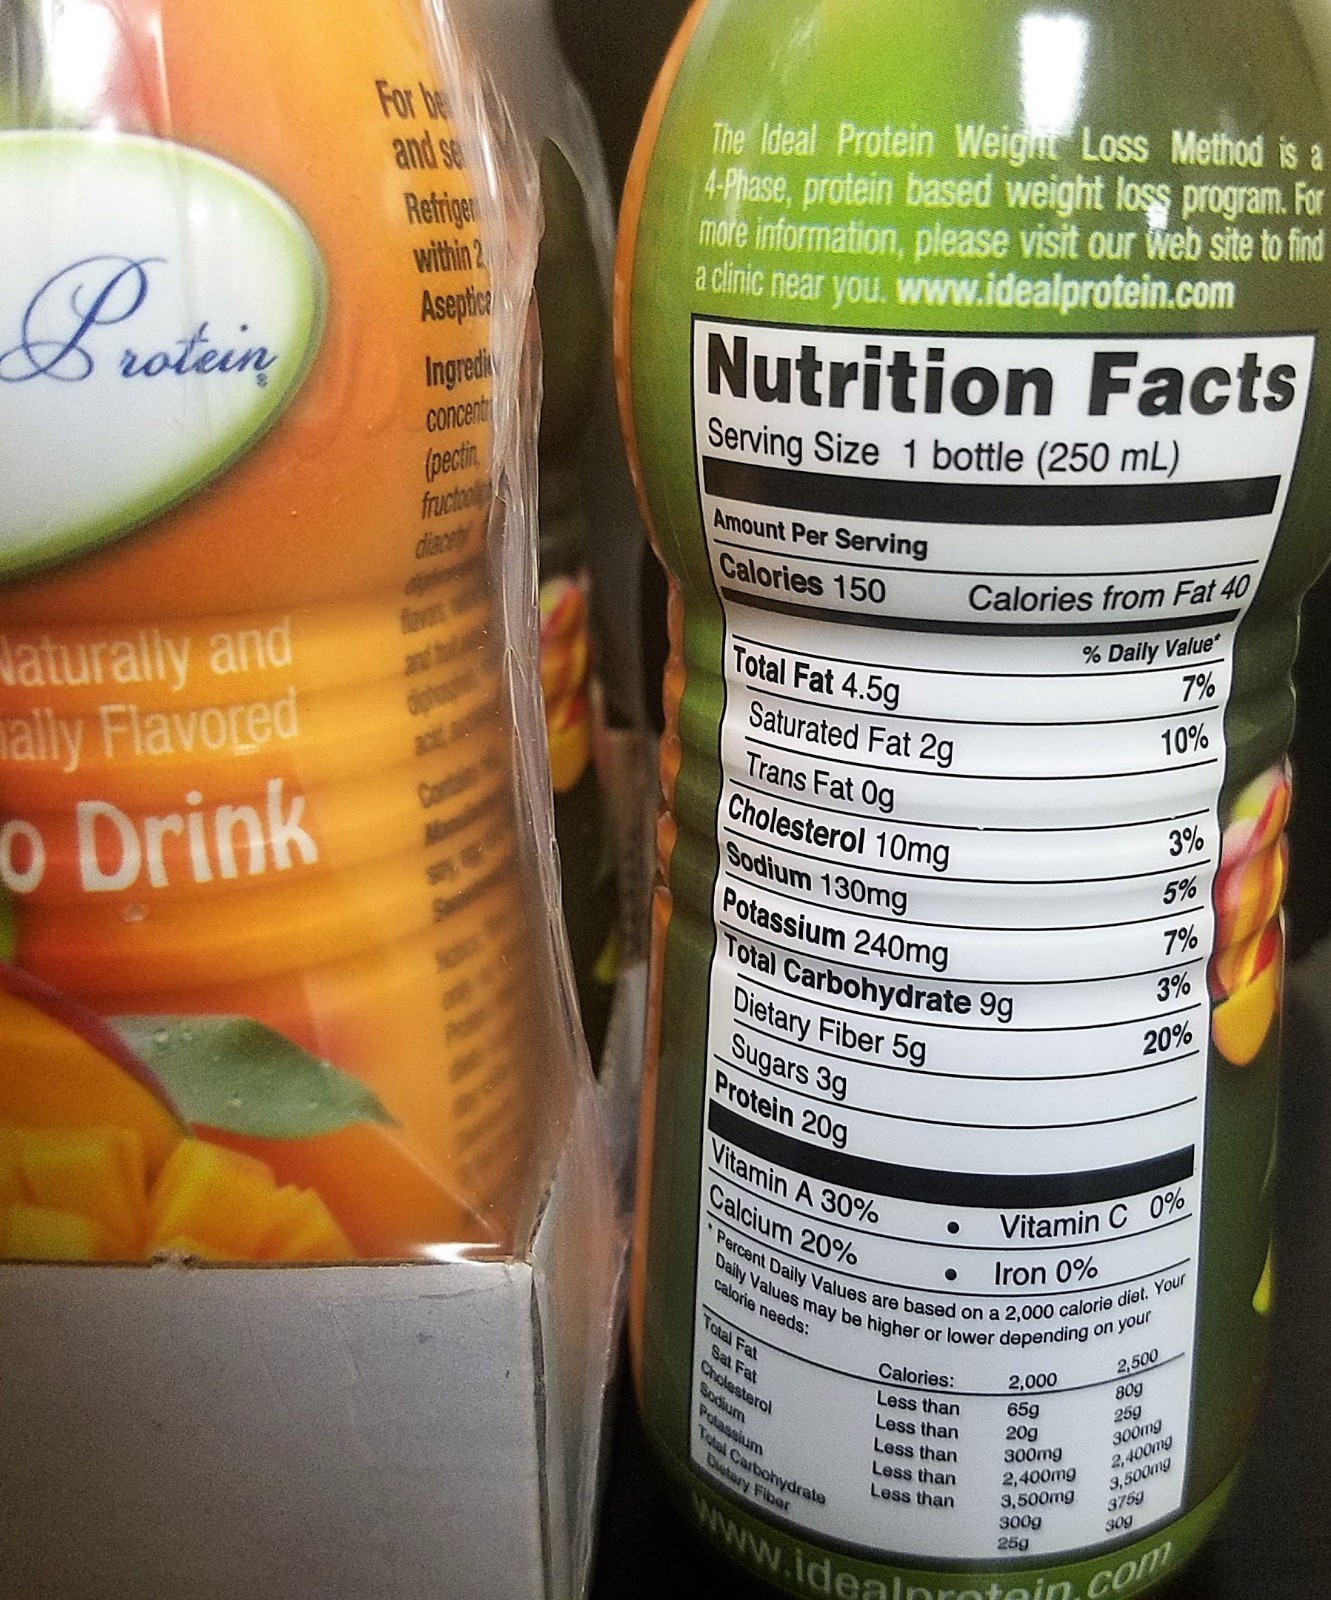 Protein®
Naturally and
nally Flavored
o Drink
For be
and se
Refriger
within 2
Aseptica
Ingredie
concentr
(pectin,
fructoolig
diacety
The Ideal Protein Weight Loss Method is a
4-Phase, protein based weight loss program. For
more information, please visit our web site to find
a clinic near you. www.idealprotein.com
Nutrition Facts
Serving Size 1 bottle (250 mL)
Amount Per Serving
Calories 150 Calories from Fat 40
% Daily Value*
Total Fat 4.5g 7%
Saturated Fat 2g 10%
Trans Fat 0g
Cholesterol 10mg 3%
Sodium 130mg 5%
Potassium 240mg 7%
Total Carbohydrate 9g 3%
Dietary Fiber 5g 20%
Sugars 3g
Protein 20g
Vitamin A 30% • Vitamin C 0%
Calcium 20% • Iron 0%
* Percent Daily Values are based on a 2,000 calorie diet. Your
Daily Values may be higher or lower depending on your
calorie needs:
Calories: 2,000 2,500
Total Fat Less than 65g 80g
Sat Fat Less than 20g 25g
Cholesterol Less than 300mg 300mg
Sodium Less than 2,400mg 2,400mg
Potassium Less than 3,500mg 3,500mg
Total Carbohydrate 300g 375g
Dietary Fiber 25g 30g
www.idealprotein.com